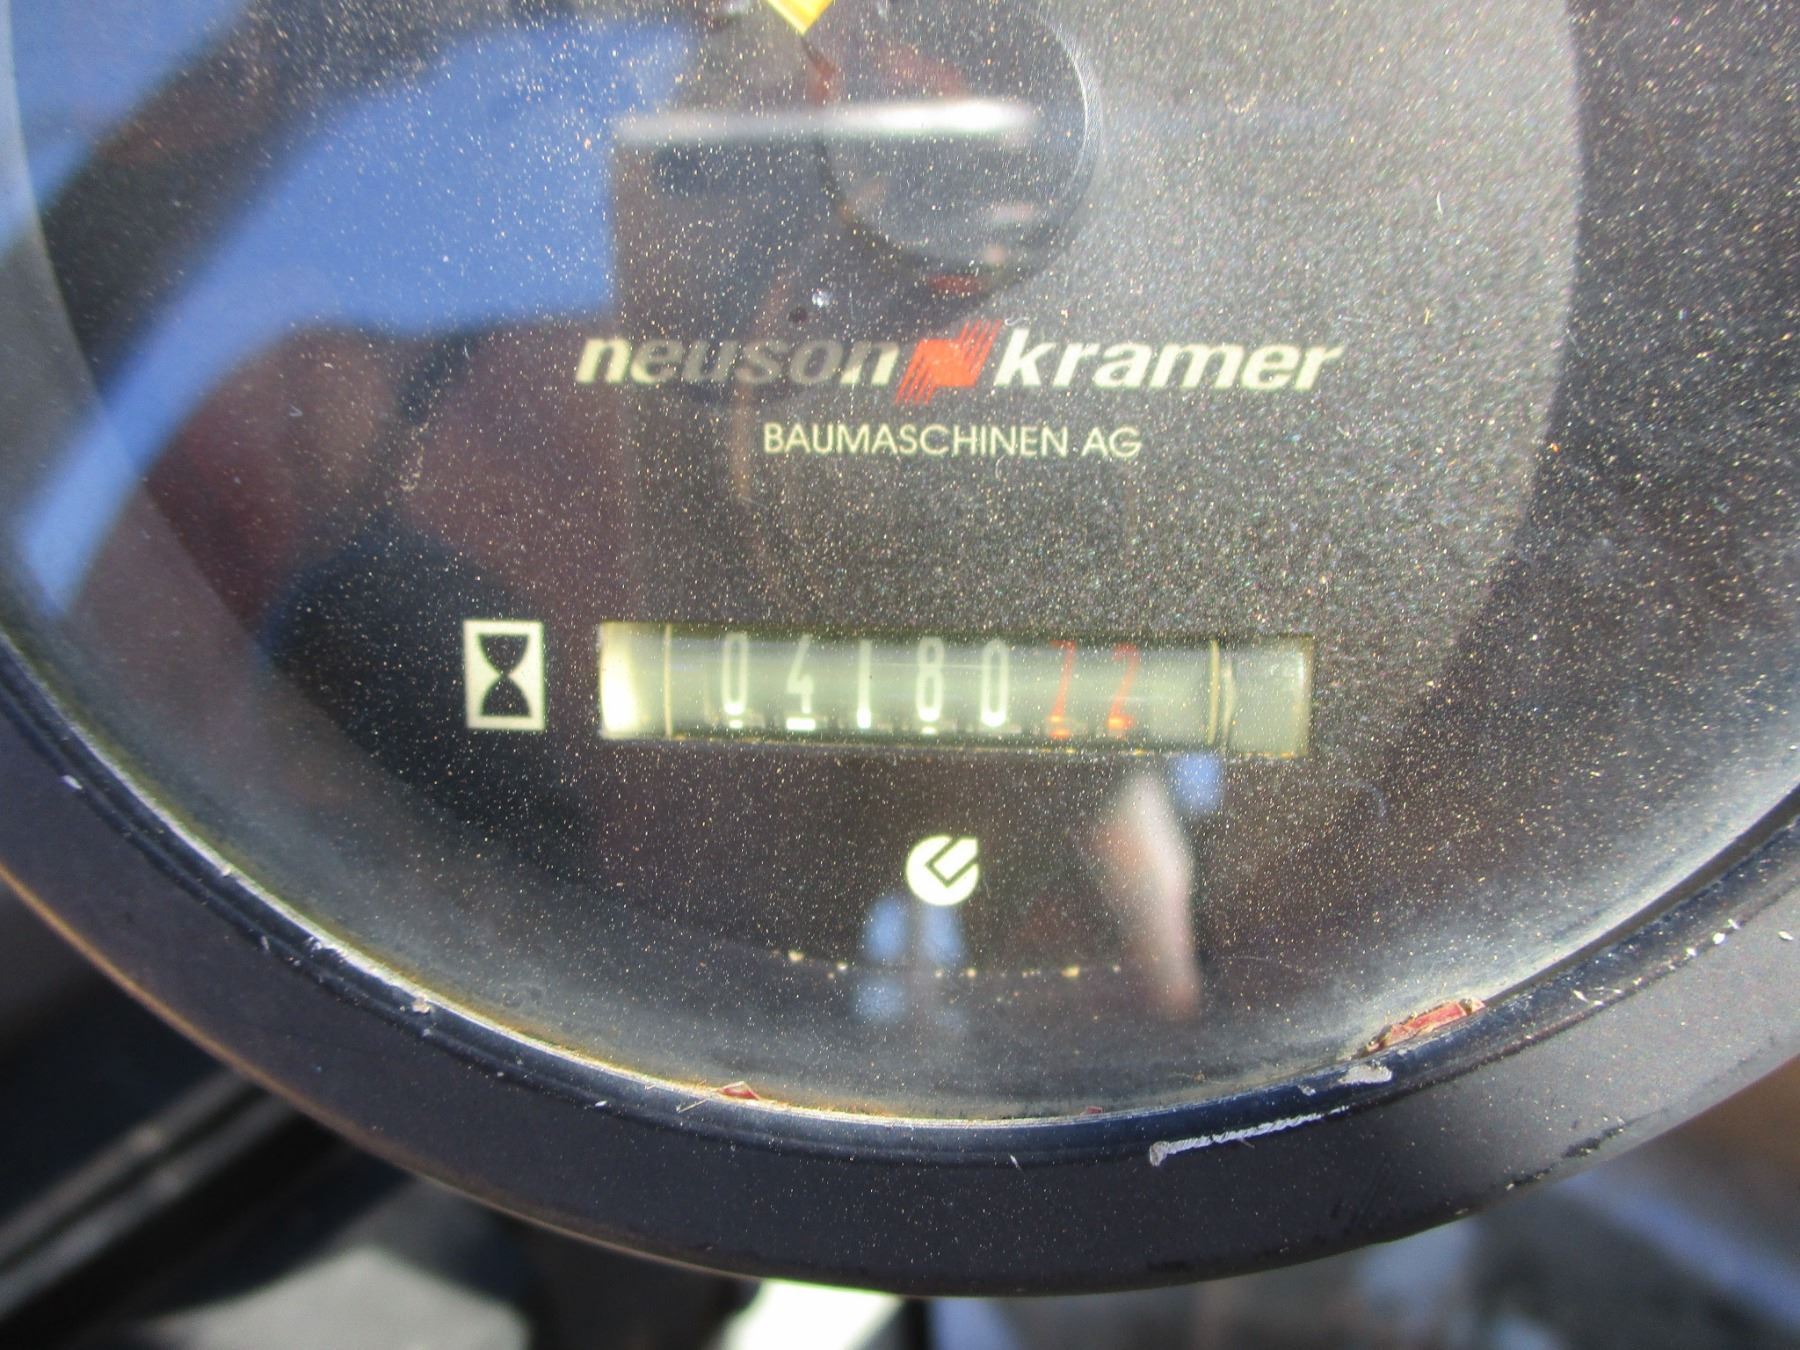 neuson kramer
BAUMASCHINEN AG
0418022